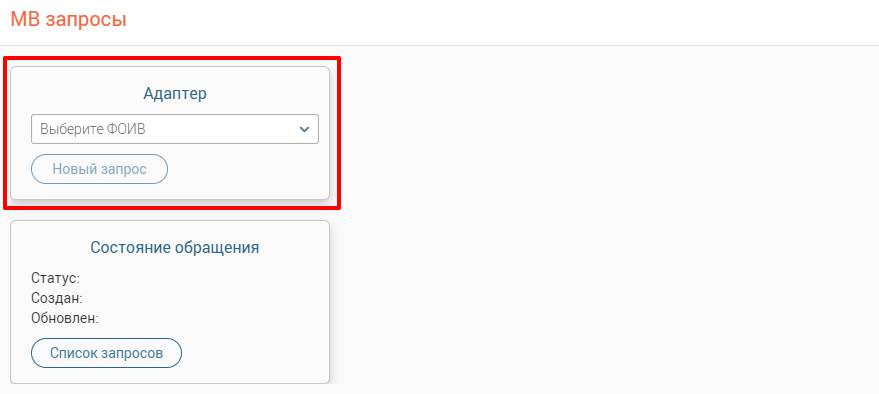 МВ запросы
Адаптер
Выберите ФОИВ
Новый запрос
Состояние обращения
Статус:
Создан:
Обновлен:
Список запросов